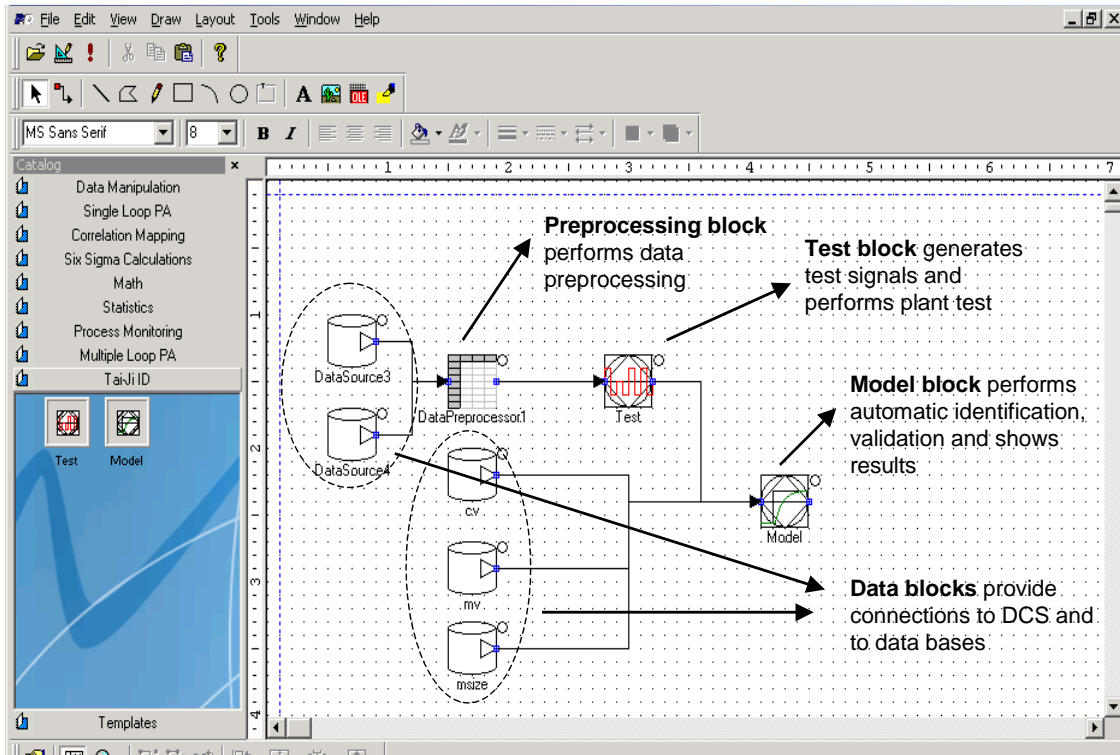 File Edit View Draw Layout Tools Window Help
A OLE
MS Sans Serif 8 B I
Catalog ×
1 2 3 4 5 6 7
Data Manipulation
Single Loop PA
Correlation Mapping
Six Sigma Calculations
Math
Statistics
Process Monitoring
Multiple Loop PA
Tai-Ji ID
Test Model
Templates
1
2
3
4
Preprocessing block
performs data
preprocessing
Test block generates
test signals and
performs plant test
DataSource3
DataPreprocessor1
Test
DataSource4
Model block performs
automatic identification,
validation and shows
results
cv
Model
mv
Data blocks provide
connections to DCS and
to data bases
msize